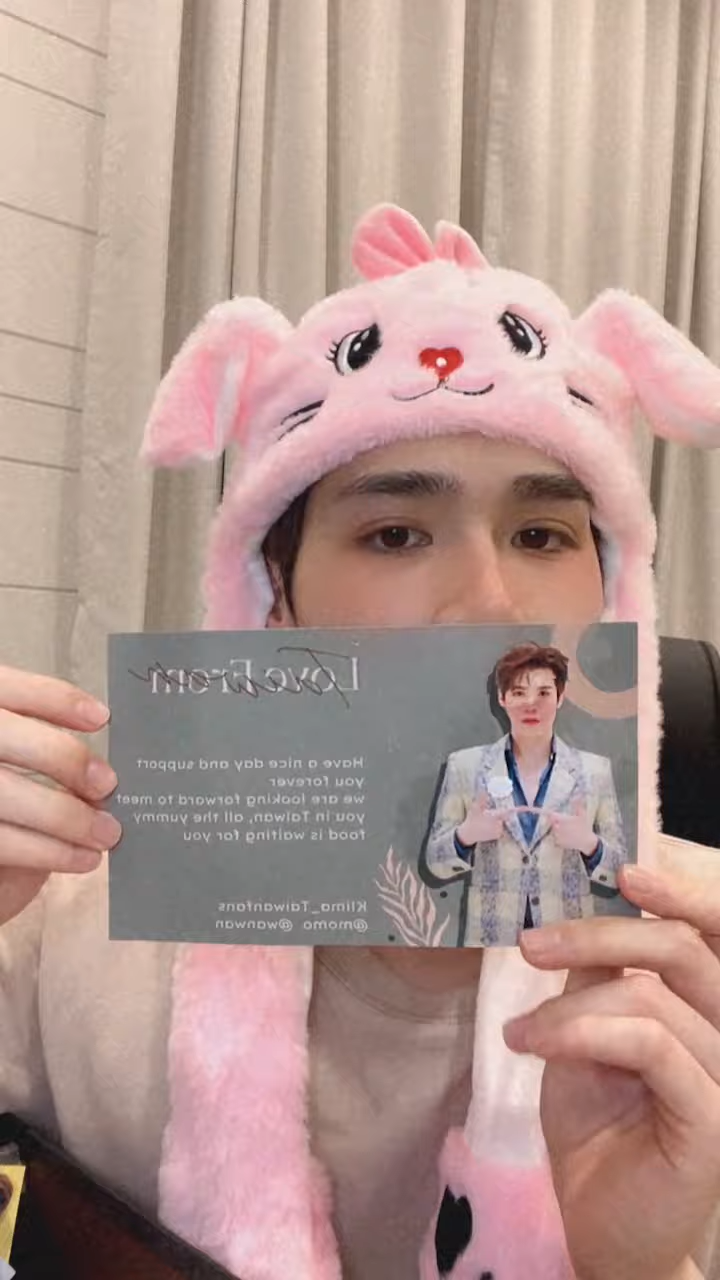 Love From
Taiwan
Have a nice day and support
you forever
we are looking forward to meet
you in Taiwan, all the yummy
food is waiting for you
Klima_Taiwanfans
@momo @wanwan